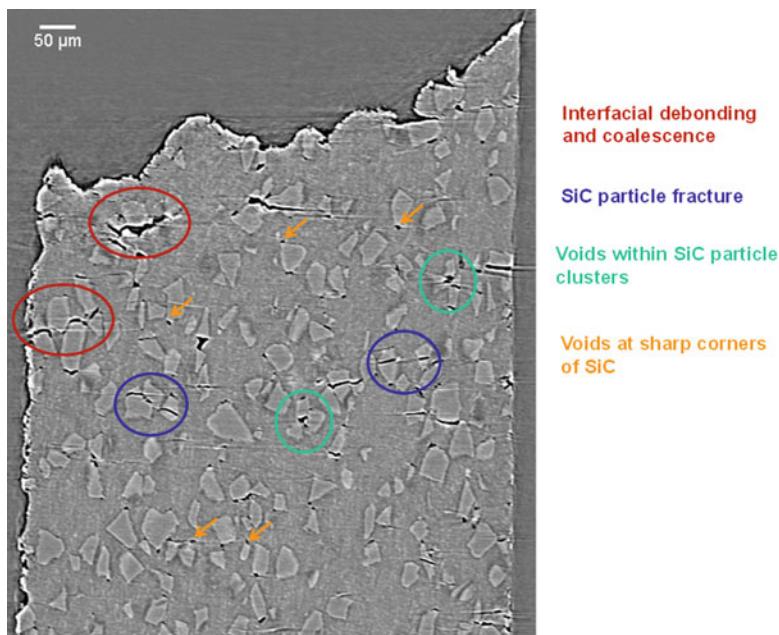 50 µm
Interfacial debonding
and coalescence
SiC particle fracture
Voids within SiC particle
clusters
Voids at sharp corners
of SiC